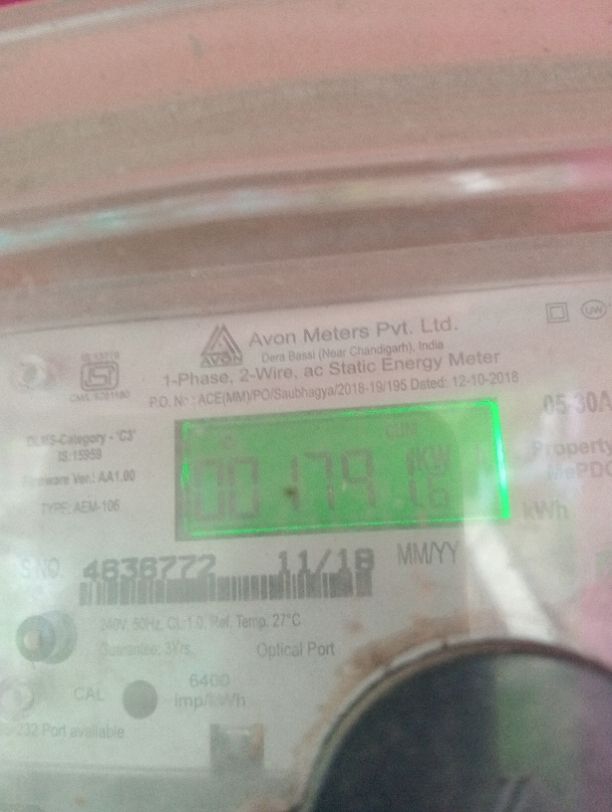 Avon Meters Pvt. Ltd.
Dera Bassi (Near Chandigarh), India
1-Phase, 2-Wire, ac Static Energy Meter
P.O. No.: ACE(MM)/PO/Saubhagya/2018-19/195 Dated: 12-10-2018
05-30A
DLMS-Category - 'C3'
IS:15959
Firmware Ver.: AA1.00
TYPE: AEM-106
Property
CUM
KW
kWh
S.NO. 4836772 11/18 MM/YY
240V, 50Hz, CL:1.0, Ref. Temp. 27°C
Guarantee: 3Yrs. Optical Port
CAL 6400
imp/kWh
232 Port available